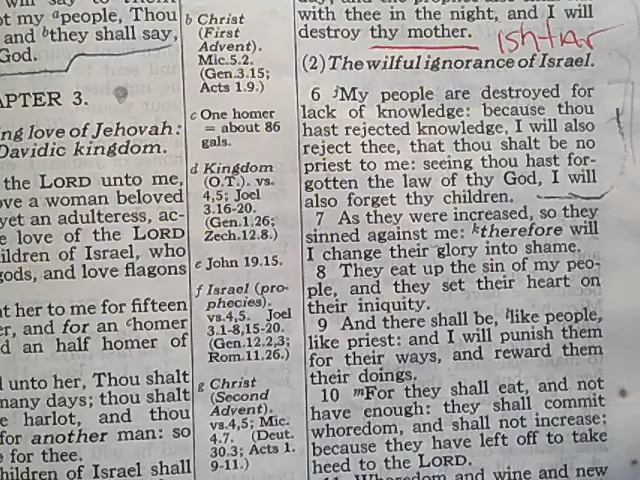 will say to them
ot my ᵃpeople, Thou
and ᵇthey shall say,
God.
APTER 3.
ng love of Jehovah:
Davidic kingdom.
the LORD unto me,
ove a woman beloved
yet an adulteress, ac-
e love of the LORD
ildren of Israel, who
gods, and love flagons
ht her to me for fifteen
er, and for an ᶜhomer
d an half homer of
unto her, Thou shalt
many days; thou shalt
e harlot, and thou
for another man: so
e for thee.
hildren of Israel shall
b Christ
(First
Advent).
Mic.5.2.
(Gen.3.15;
Acts 1.9.)
c One homer
= about 86
gals.
d Kingdom
(O.T.). vs.
4,5; Joel
3.16-20.
(Gen.1.26;
Zech.12.8.)
e John 19.15.
f Israel (pro-
phecies).
vs.4,5. Joel
3.1-8,15-20.
(Gen.12.2,3;
Rom.11.26.)
g Christ
(Second
Advent).
vs.4,5; Mic.
4.7. (Deut.
30.3; Acts 1.
9-11.)
with thee in the night, and I will
destroy thy mother.
Ishtar
(2) The wilful ignorance of Israel.
6 ʲMy people are destroyed for
lack of knowledge: because thou
hast rejected knowledge, I will also
reject thee, that thou shalt be no
priest to me: seeing thou hast for-
gotten the law of thy God, I will
also forget thy children.
7 As they were increased, so they
sinned against me: ᵏtherefore will
I change their glory into shame.
8 They eat up the sin of my peo-
ple, and they set their heart on
their iniquity.
9 And there shall be, ˡlike people,
like priest: and I will punish them
for their ways, and reward them
their doings.
10 ᵐFor they shall eat, and not
have enough: they shall commit
whoredom, and shall not increase:
because they have left off to take
heed to the LORD.
11 Whoredom and wine and new